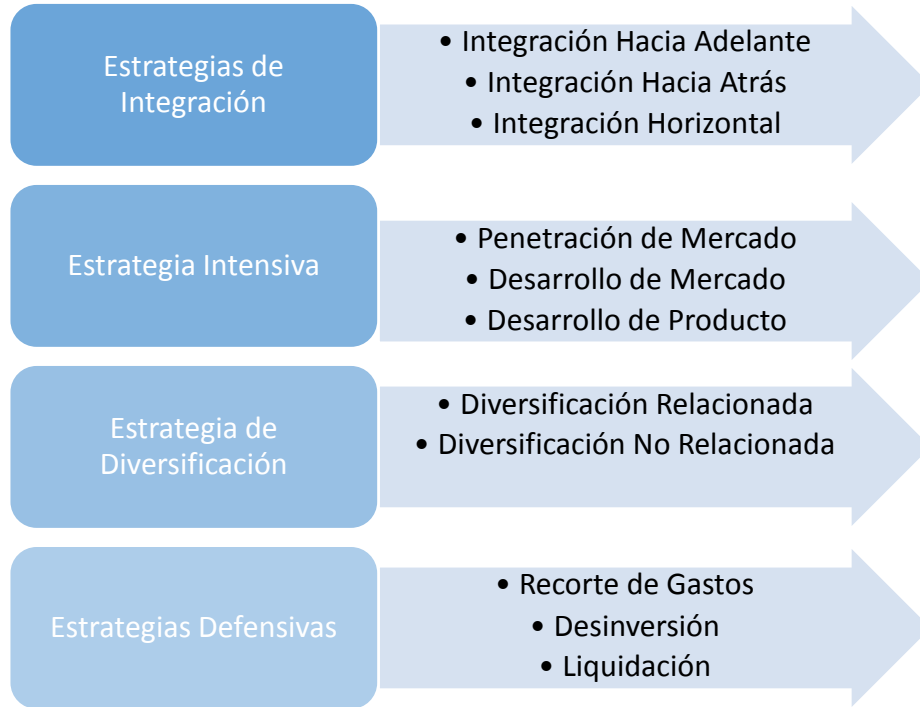 Estrategias de
Integración
• Integración Hacia Adelante
• Integración Hacia Atrás
• Integración Horizontal
Estrategia Intensiva
• Penetración de Mercado
• Desarrollo de Mercado
• Desarrollo de Producto
Estrategia de
Diversificación
• Diversificación Relacionada
• Diversificación No Relacionada
Estrategias Defensivas
• Recorte de Gastos
• Desinversión
• Liquidación